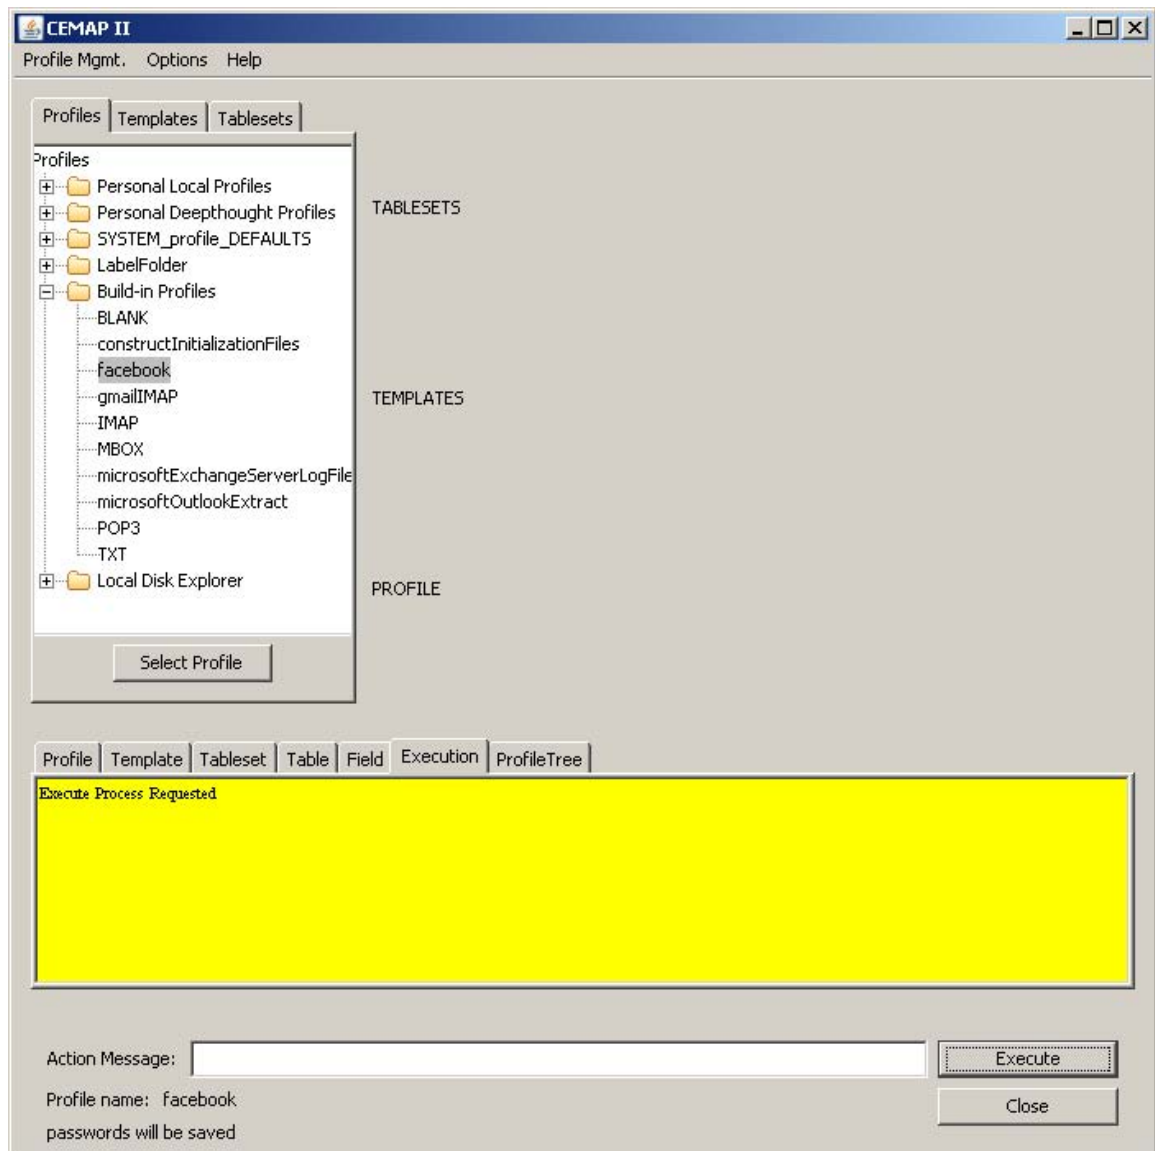 CEMAP II
Profile Mgmt. Options Help
Profiles Templates Tablesets
Profiles
Personal Local Profiles
Personal Deepthought Profiles
SYSTEM_profile_DEFAULTS
LabelFolder
Build-in Profiles
BLANK
constructInitializationFiles
facebook
gmailIMAP
IMAP
MBOX
microsoftExchangeServerLogFile
microsoftOutlookExtract
POP3
TXT
Local Disk Explorer
Select Profile
TABLESETS
TEMPLATES
PROFILE
Profile Template Tableset Table Field Execution ProfileTree
Execute Process Requested
Action Message:
Execute
Profile name: facebook
Close
passwords will be saved